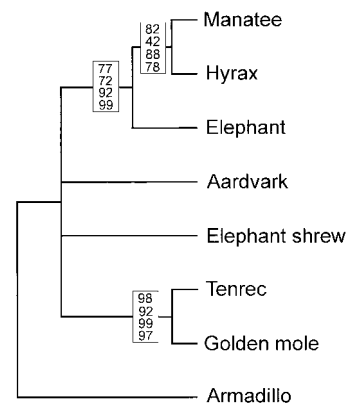 Manatee
82
42
88
78
Hyrax
77
72
92
99
Elephant
Aardvark
Elephant shrew
Tenrec
98
92
99
97
Golden mole
Armadillo